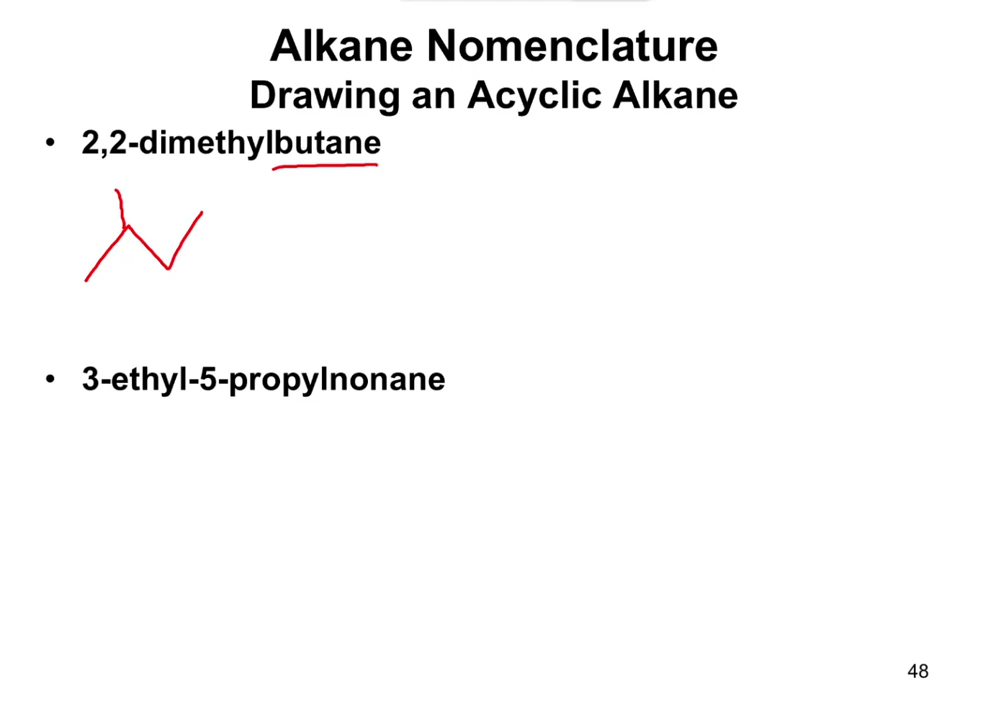 Alkane Nomenclature
Drawing an Acyclic Alkane
• 2,2-dimethylbutane
• 3-ethyl-5-propylnonane
48